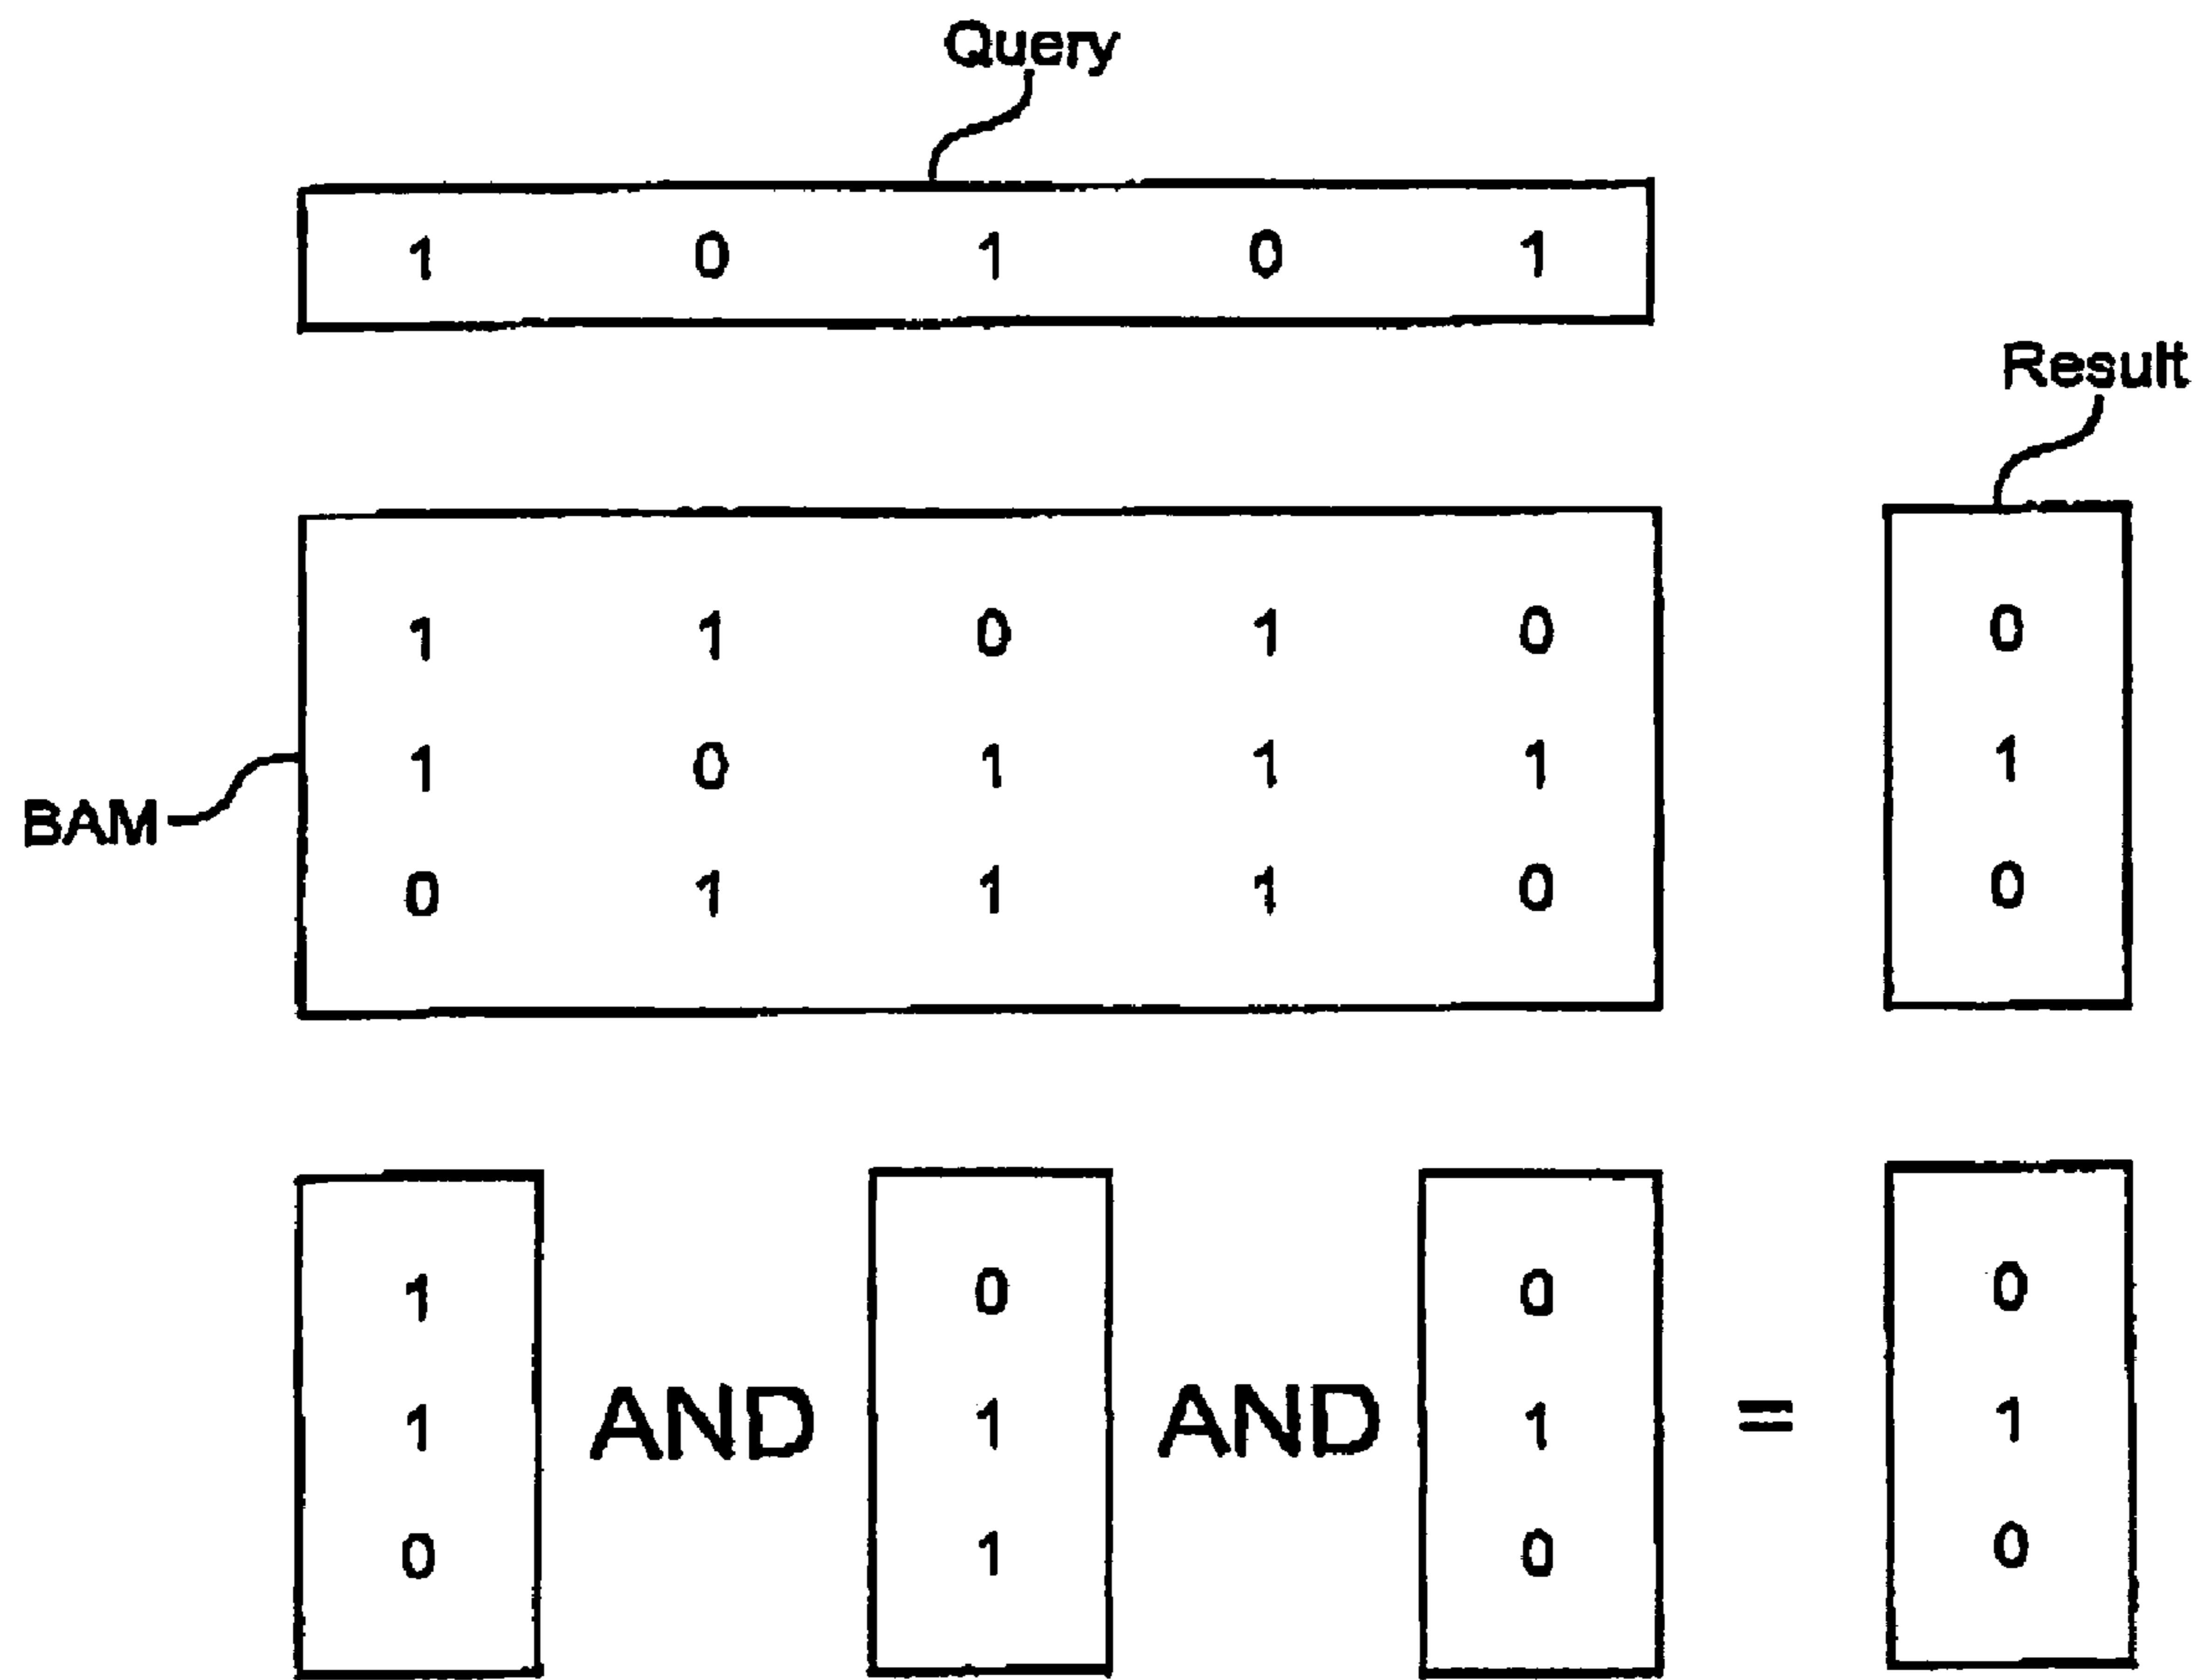 Query
1 0 1 0 1
Result
1 1 0 1 0 0
1 0 1 1 1 1
BAM
0 1 1 1 0 0
1 0 0 0
1 AND 1 AND 1 = 1
0 1 0 0